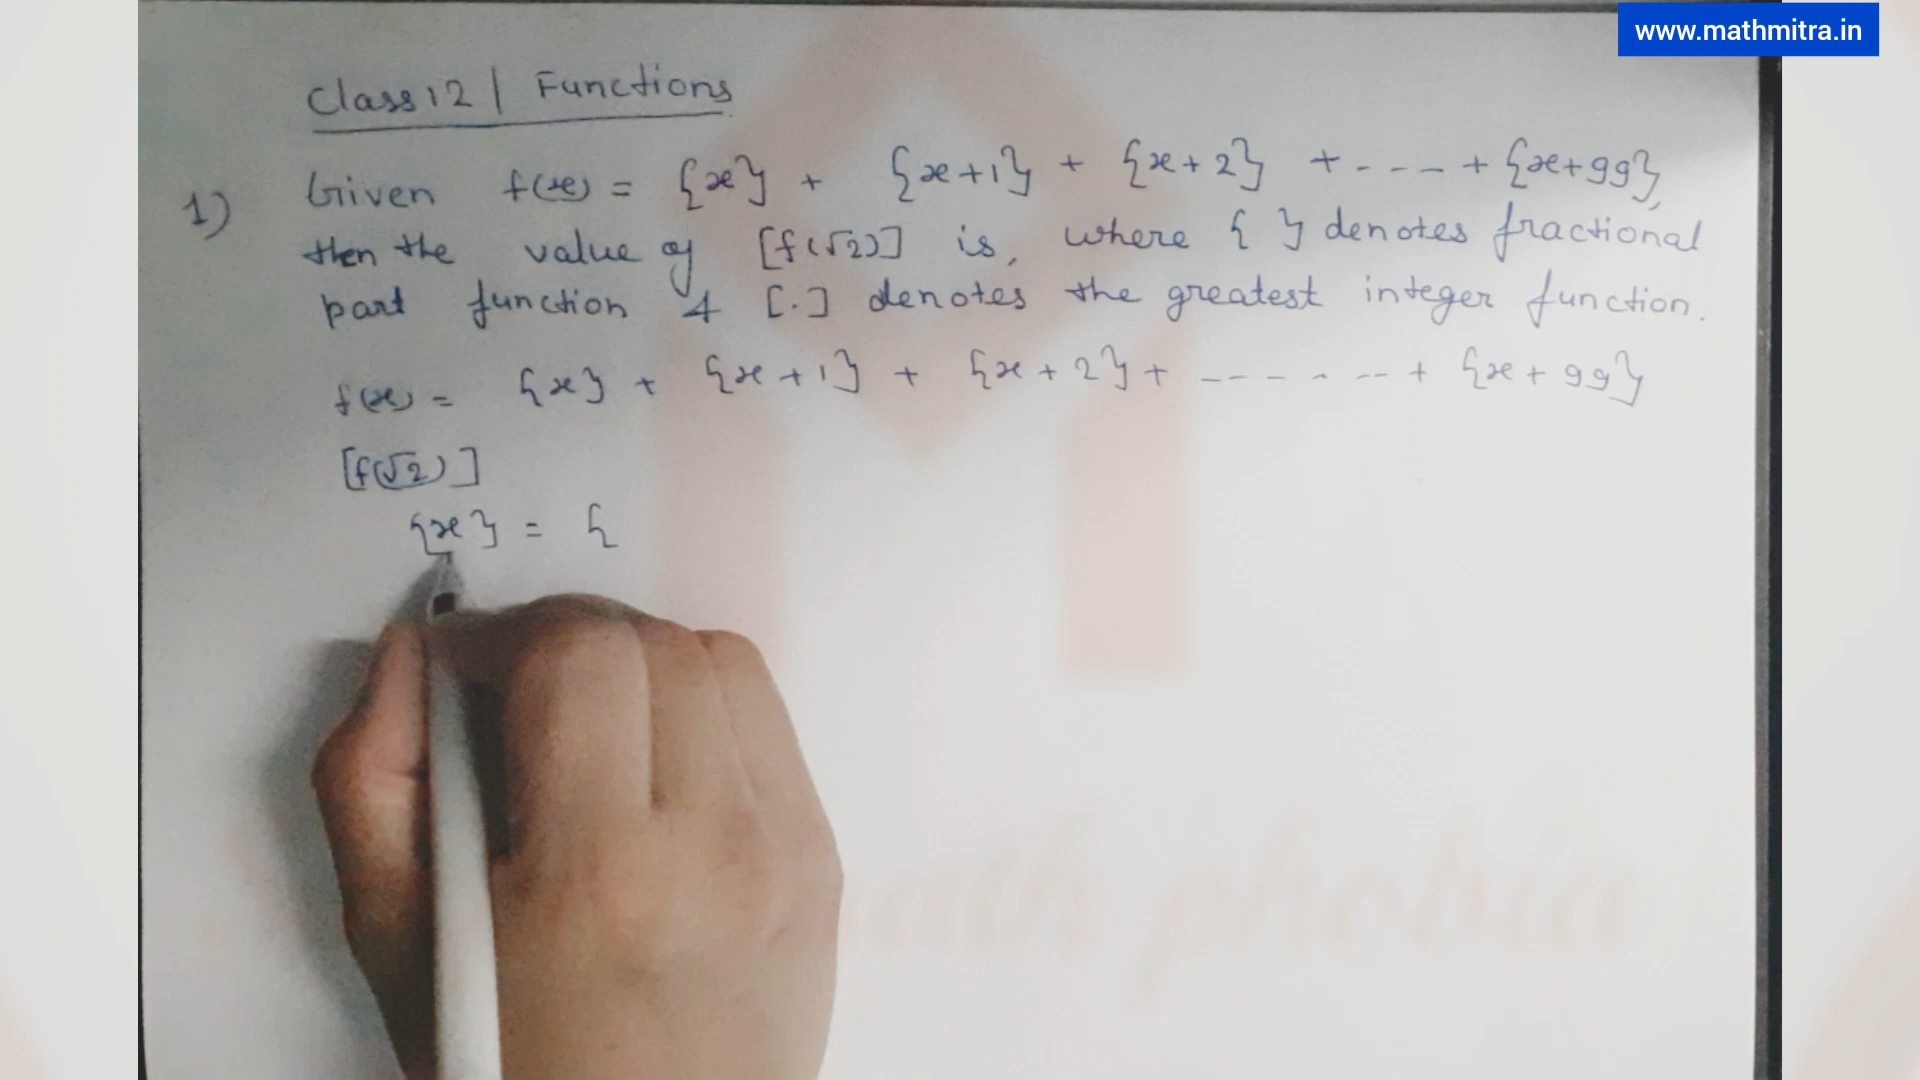 www.mathmitra.in
Class 12 | Functions
1) Given f(x) = {x} + {x+1} + {x+2} + ---- + {x+99},
then the value of [f(√2)] is, where { } denotes fractional
part function & [.] denotes the greatest integer function.
f(x) = {x} + {x+1} + {x+2} + ------ + {x+99}
[f(√2)]
{x} = {